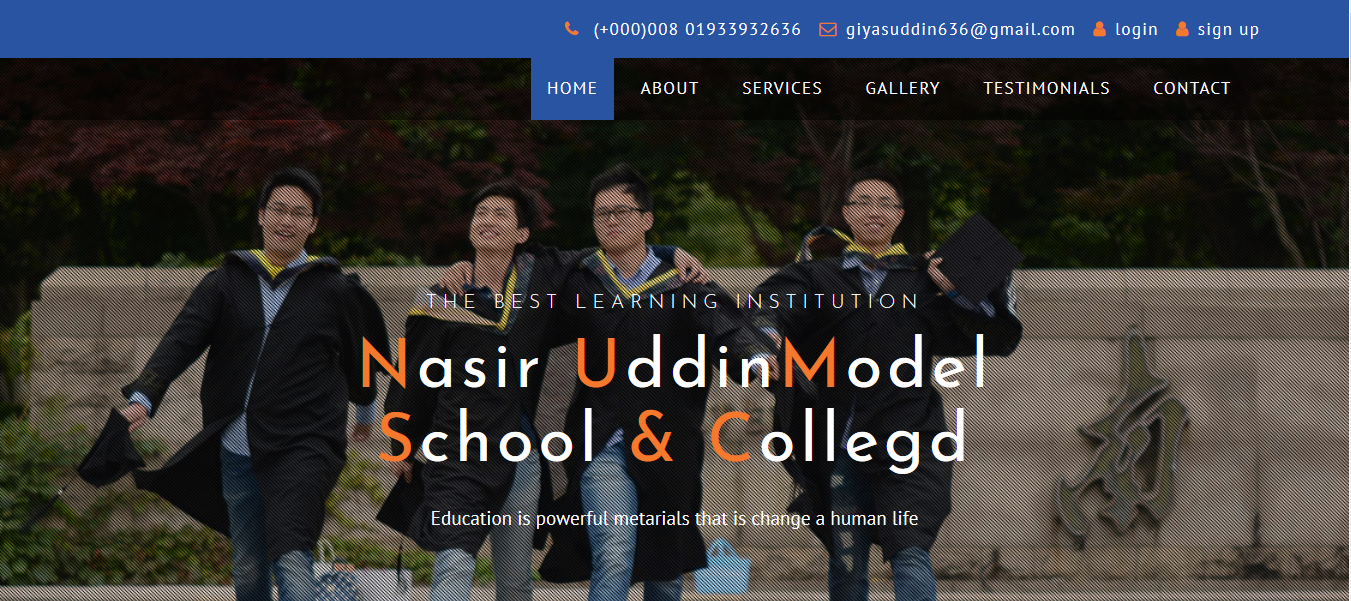 (+000)008 01933932636 giyasuddin636@gmail.com login sign up
HOME ABOUT SERVICES GALLERY TESTIMONIALS CONTACT
THE BEST LEARNING INSTITUTION
Nasir UddinModel
School & Collegd
Education is powerful metarials that is change a human life